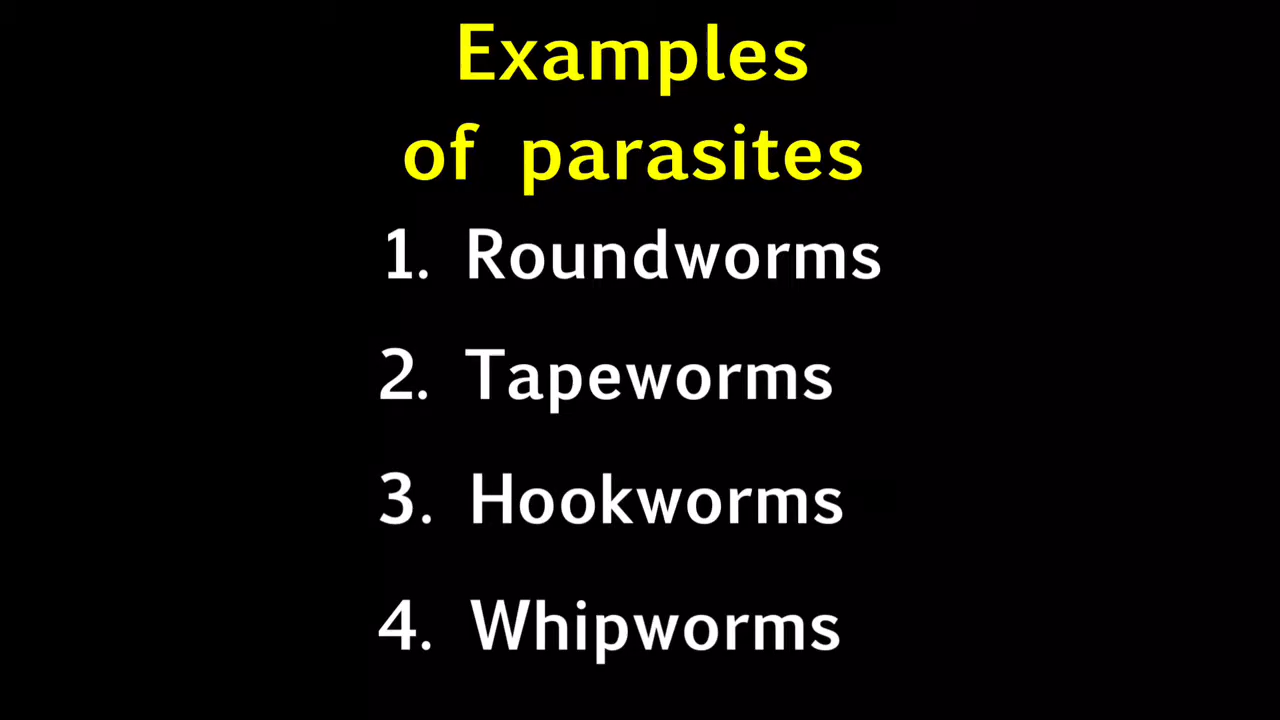 Examples
of parasites
1. Roundworms
2. Tapeworms
3. Hookworms
4. Whipworms